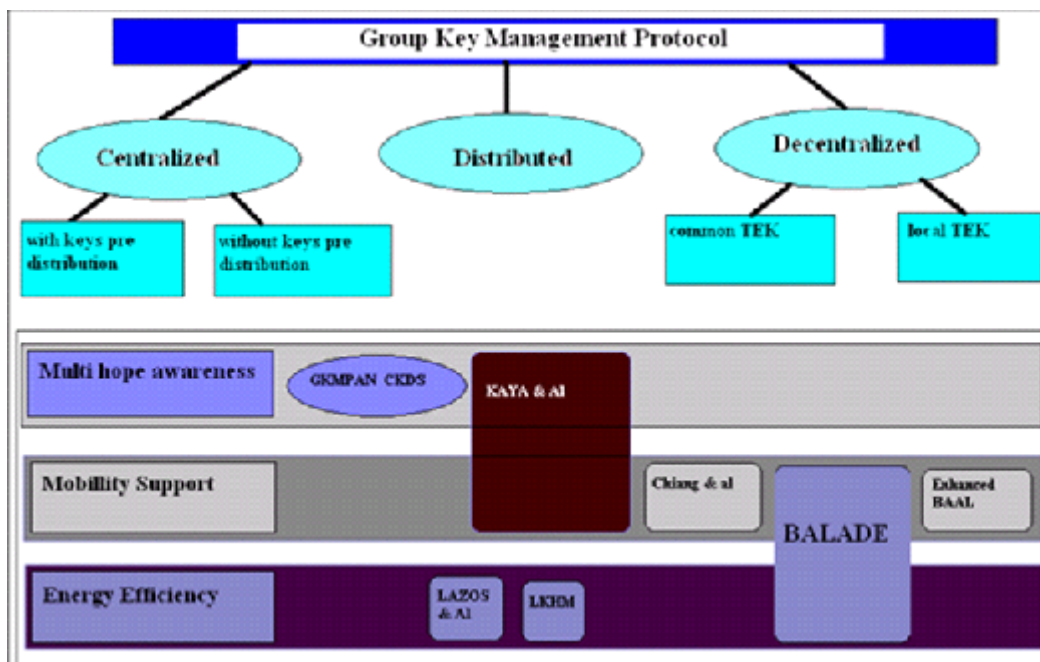 Group Key Management Protocol
Centralized
Distributed
Decentralized
with keys pre
distribution
without keys pre
distribution
common TEK
local TEK
Multi hope awareness
GKMPAN CKDS
KAYA & Al
Mobillity Support
Chiang & al
BALADE
Enhanced
BAAL
Energy Efficiency
LAZOS
& Al
LKHM